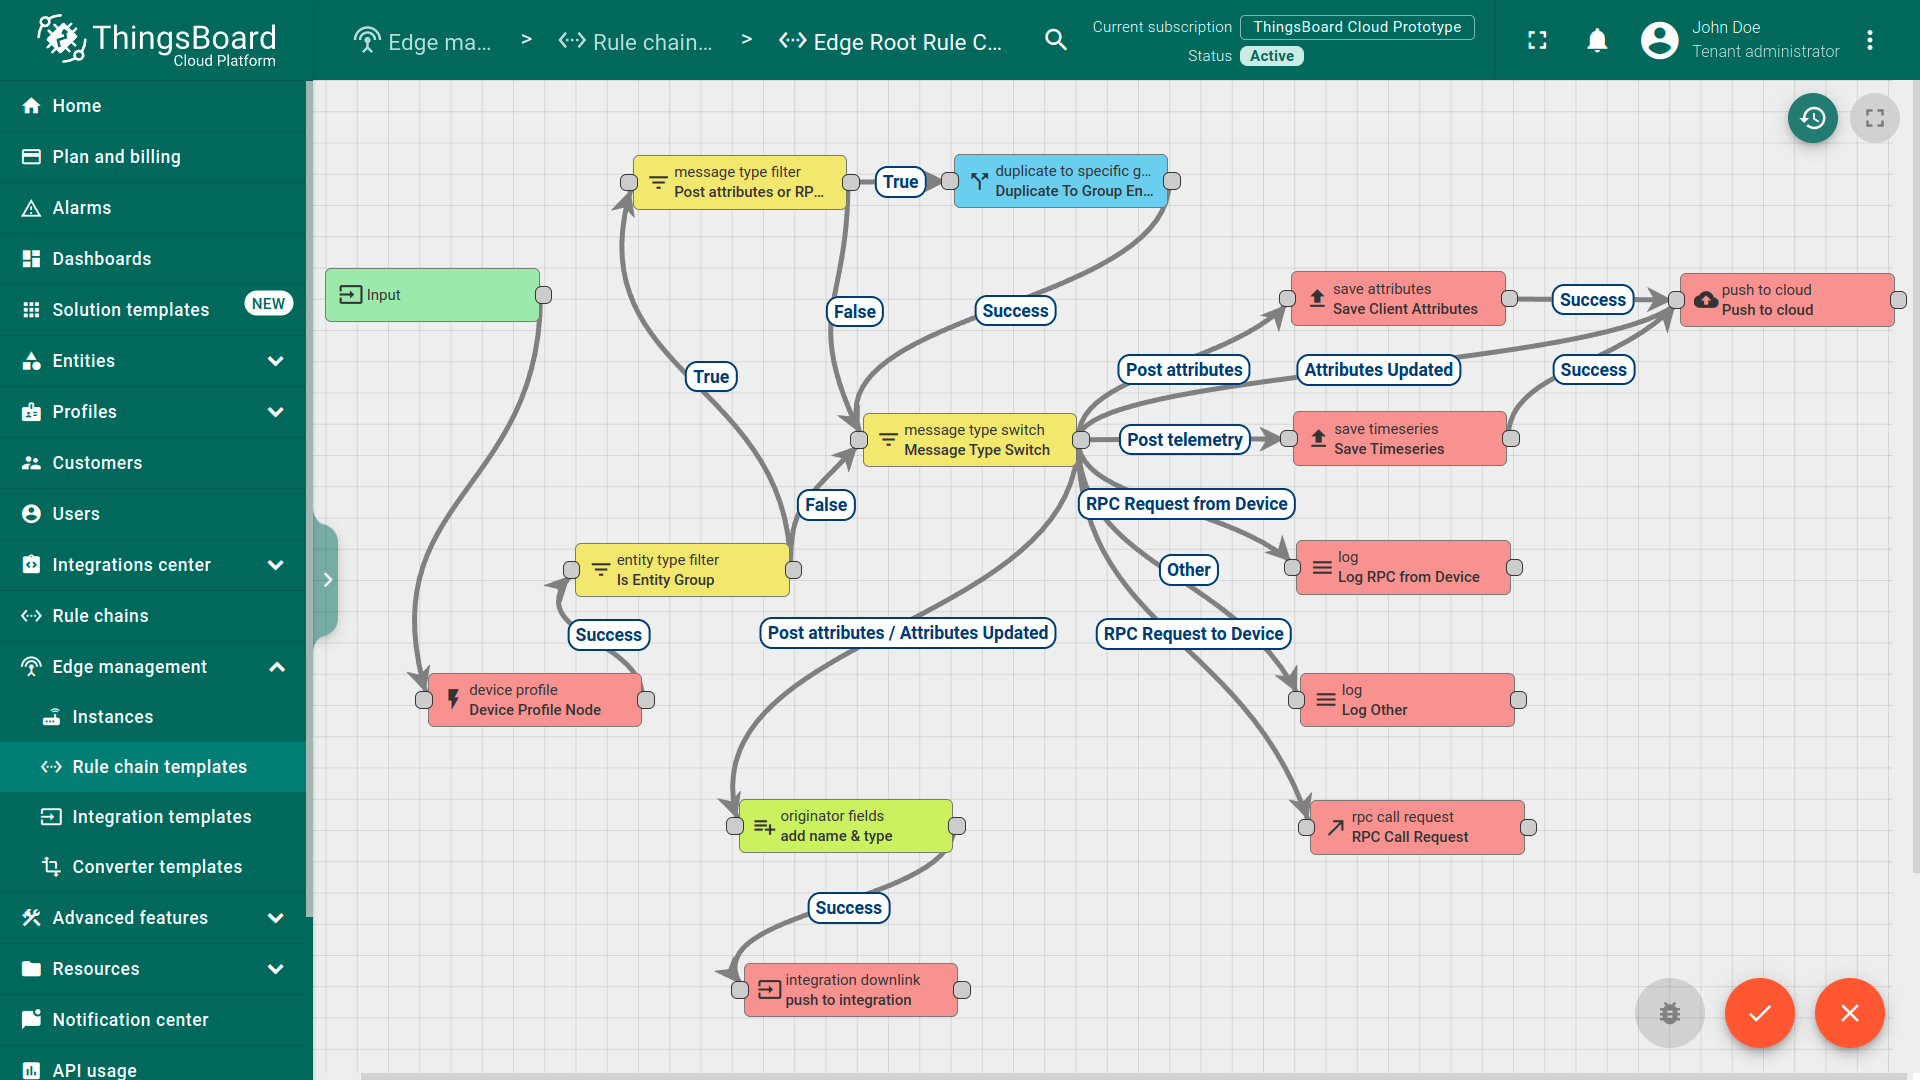 ThingsBoard
Cloud Platform
Edge ma...
>
Rule chain...
>
Edge Root Rule C...
Current subscription
ThingsBoard Cloud Prototype
Status
Active
John Doe
Tenant administrator
Home
Plan and billing
Alarms
Dashboards
Solution templates
NEW
Entities
Profiles
Customers
Users
Integrations center
Rule chains
Edge management
Instances
Rule chain templates
Integration templates
Converter templates
Advanced features
Resources
Notification center
API usage
message type filter
Post attributes or RP...
True
duplicate to specific g...
Duplicate To Group En...
Input
False
Success
save attributes
Save Client Attributes
Success
push to cloud
Push to cloud
True
Post attributes
Attributes Updated
Success
message type switch
Message Type Switch
Post telemetry
save timeseries
Save Timeseries
False
RPC Request from Device
entity type filter
Is Entity Group
Other
log
Log RPC from Device
Success
Post attributes / Attributes Updated
RPC Request to Device
device profile
Device Profile Node
log
Log Other
originator fields
add name & type
rpc call request
RPC Call Request
Success
integration downlink
push to integration